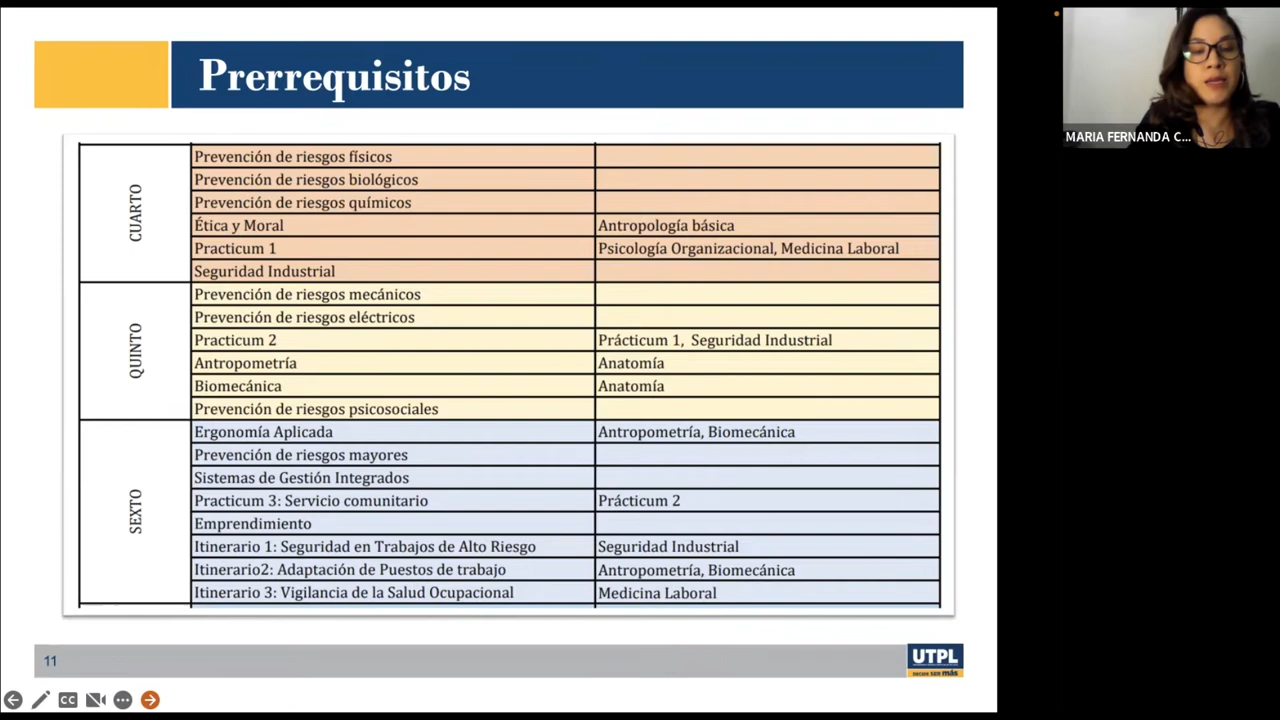 Prerrequisitos
MARIA FERNANDA C...
CUARTO
Prevención de riesgos físicos
Prevención de riesgos biológicos
Prevención de riesgos químicos
Ética y Moral Antropología básica
Practicum 1 Psicología Organizacional, Medicina Laboral
Seguridad Industrial
QUINTO
Prevención de riesgos mecánicos
Prevención de riesgos eléctricos
Practicum 2 Prácticum 1, Seguridad Industrial
Antropometría Anatomía
Biomecánica Anatomía
Prevención de riesgos psicosociales
SEXTO
Ergonomía Aplicada Antropometría, Biomecánica
Prevención de riesgos mayores
Sistemas de Gestión Integrados
Practicum 3: Servicio comunitario Prácticum 2
Emprendimiento
Itinerario 1: Seguridad en Trabajos de Alto Riesgo Seguridad Industrial
Itinerario2: Adaptación de Puestos de trabajo Antropometría, Biomecánica
Itinerario 3: Vigilancia de la Salud Ocupacional Medicina Laboral
11
UTPL
DECIDE SER más
CC